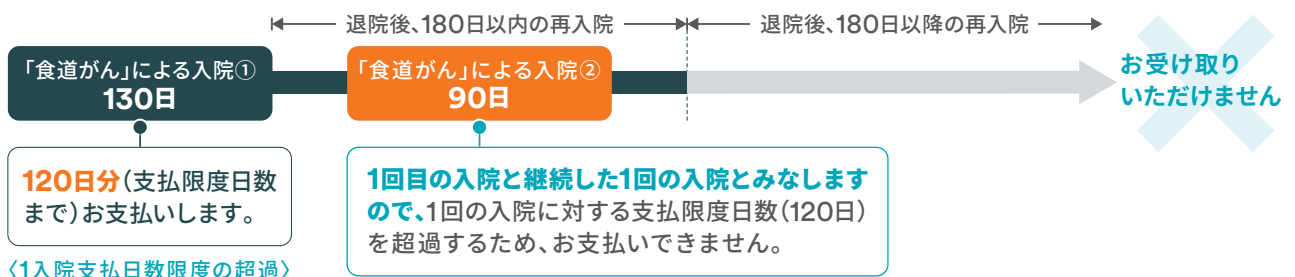 退院後、180日以内の再入院
退院後、180日以降の再入院
「食道がん」による入院①
130日
「食道がん」による入院②
90日
お受け取り
いただけません
120日分(支払限度日数
まで)お支払いします。
1回目の入院と継続した1回の入院とみなします
ので、1回の入院に対する支払限度日数(120日)
を超過するため、お支払いできません。
〈1入院支払日数限度の超過〉